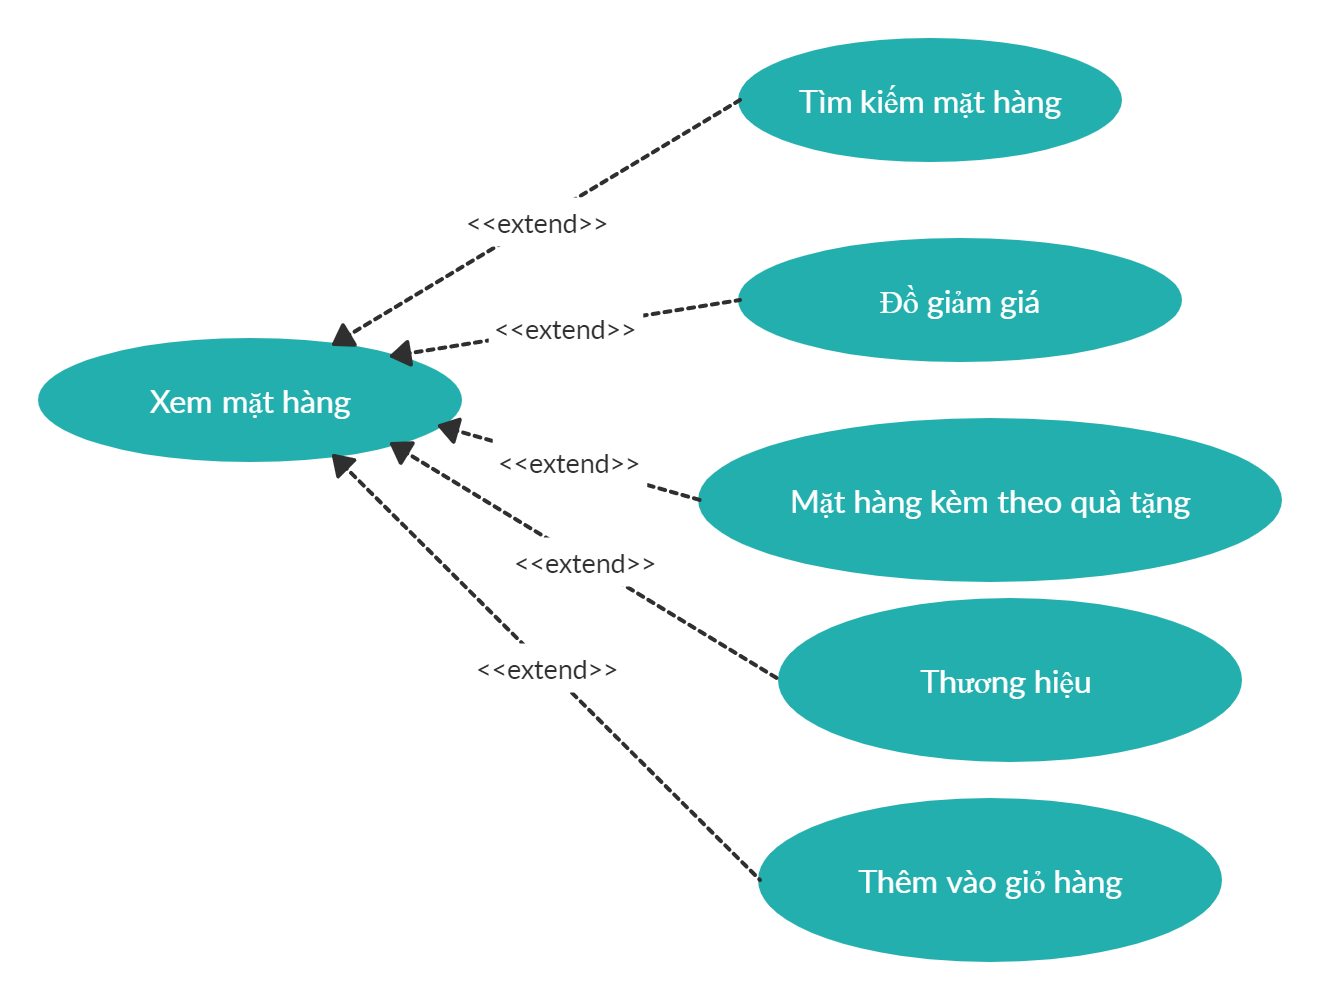 Tìm kiếm mặt hàng
<<extend>>
Đồ giảm giá
<<extend>>
Xem mặt hàng
<<extend>>
Mặt hàng kèm theo quà tặng
<<extend>>
Thương hiệu
<<extend>>
Thêm vào giỏ hàng